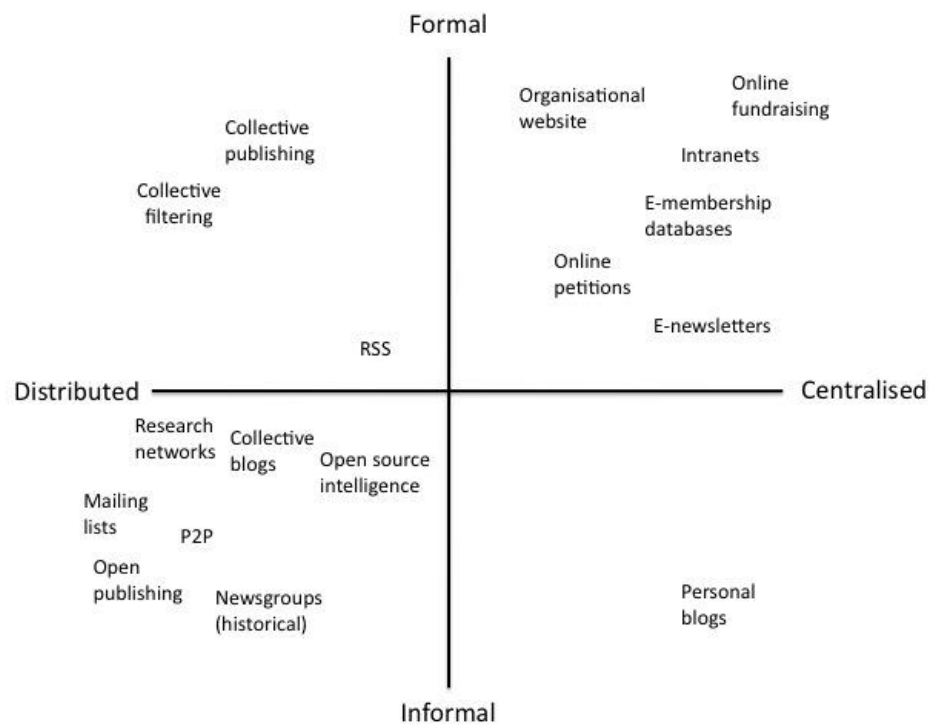 Formal
Organisational
website
Online
fundraising
Collective
publishing
Intranets
Collective
filtering
E-membership
databases
Online
petitions
E-newsletters
RSS
Distributed
Centralised
Research
networks
Collective
blogs
Open source
intelligence
Mailing
lists
P2P
Open
publishing
Newsgroups
(historical)
Personal
blogs
Informal